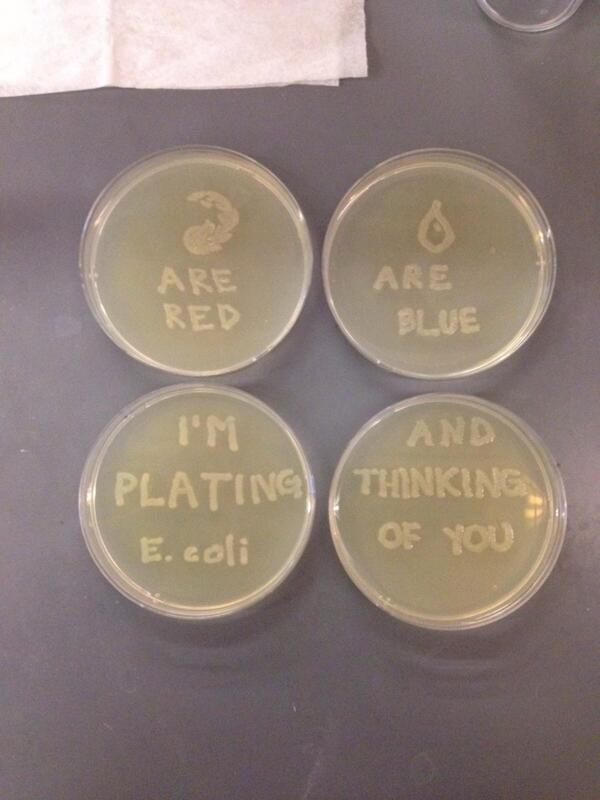 ARE
RED
ARE
BLUE
I'M
PLATING
E. coli
AND
THINKING
OF YOU